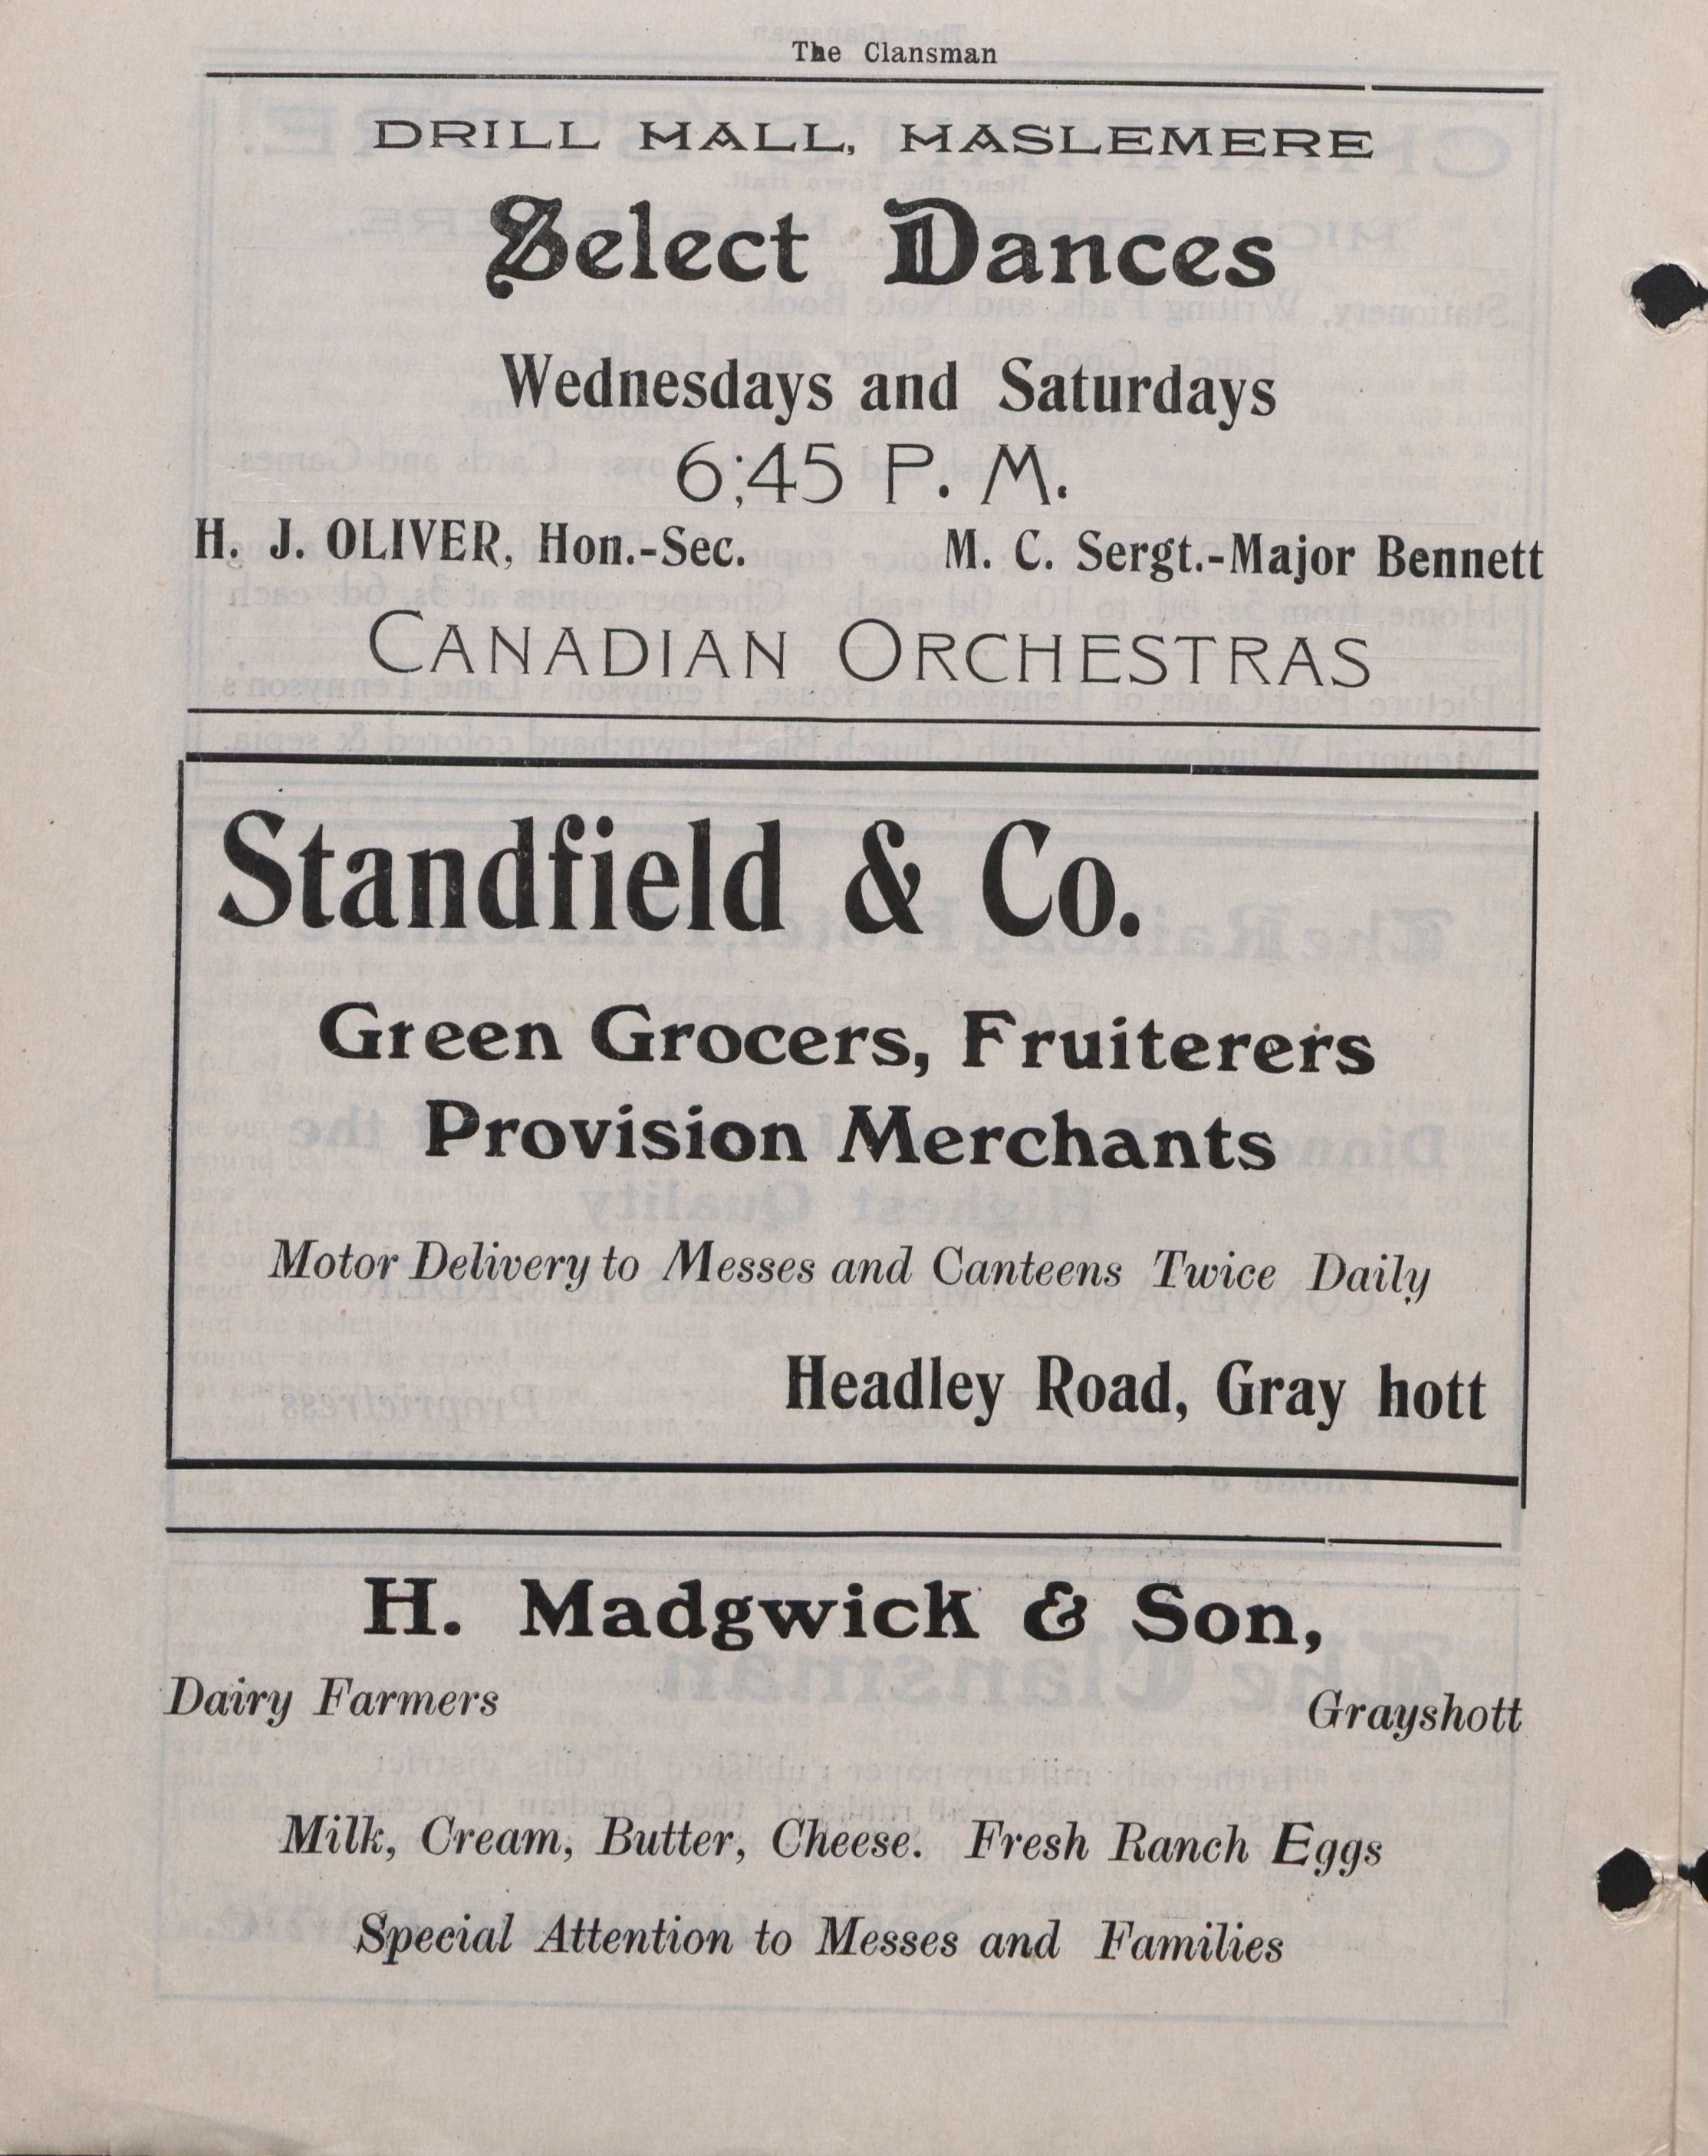 The Clansman
DRILL HALL, HASLEMERE
Select Dances
Wednesdays and Saturdays
6;45 P. M.
H. J. OLIVER, Hon.-Sec. M. C. Sergt.-Major Bennett
CANADIAN ORCHESTRAS
Standfield & Co.
Green Grocers, Fruiterers
Provision Merchants
Motor Delivery to Messes and Canteens Twice Daily
Headley Road, Gray hott
H. Madgwick & Son,
Dairy Farmers Grayshott
Milk, Cream, Butter, Cheese. Fresh Ranch Eggs
Special Attention to Messes and Families